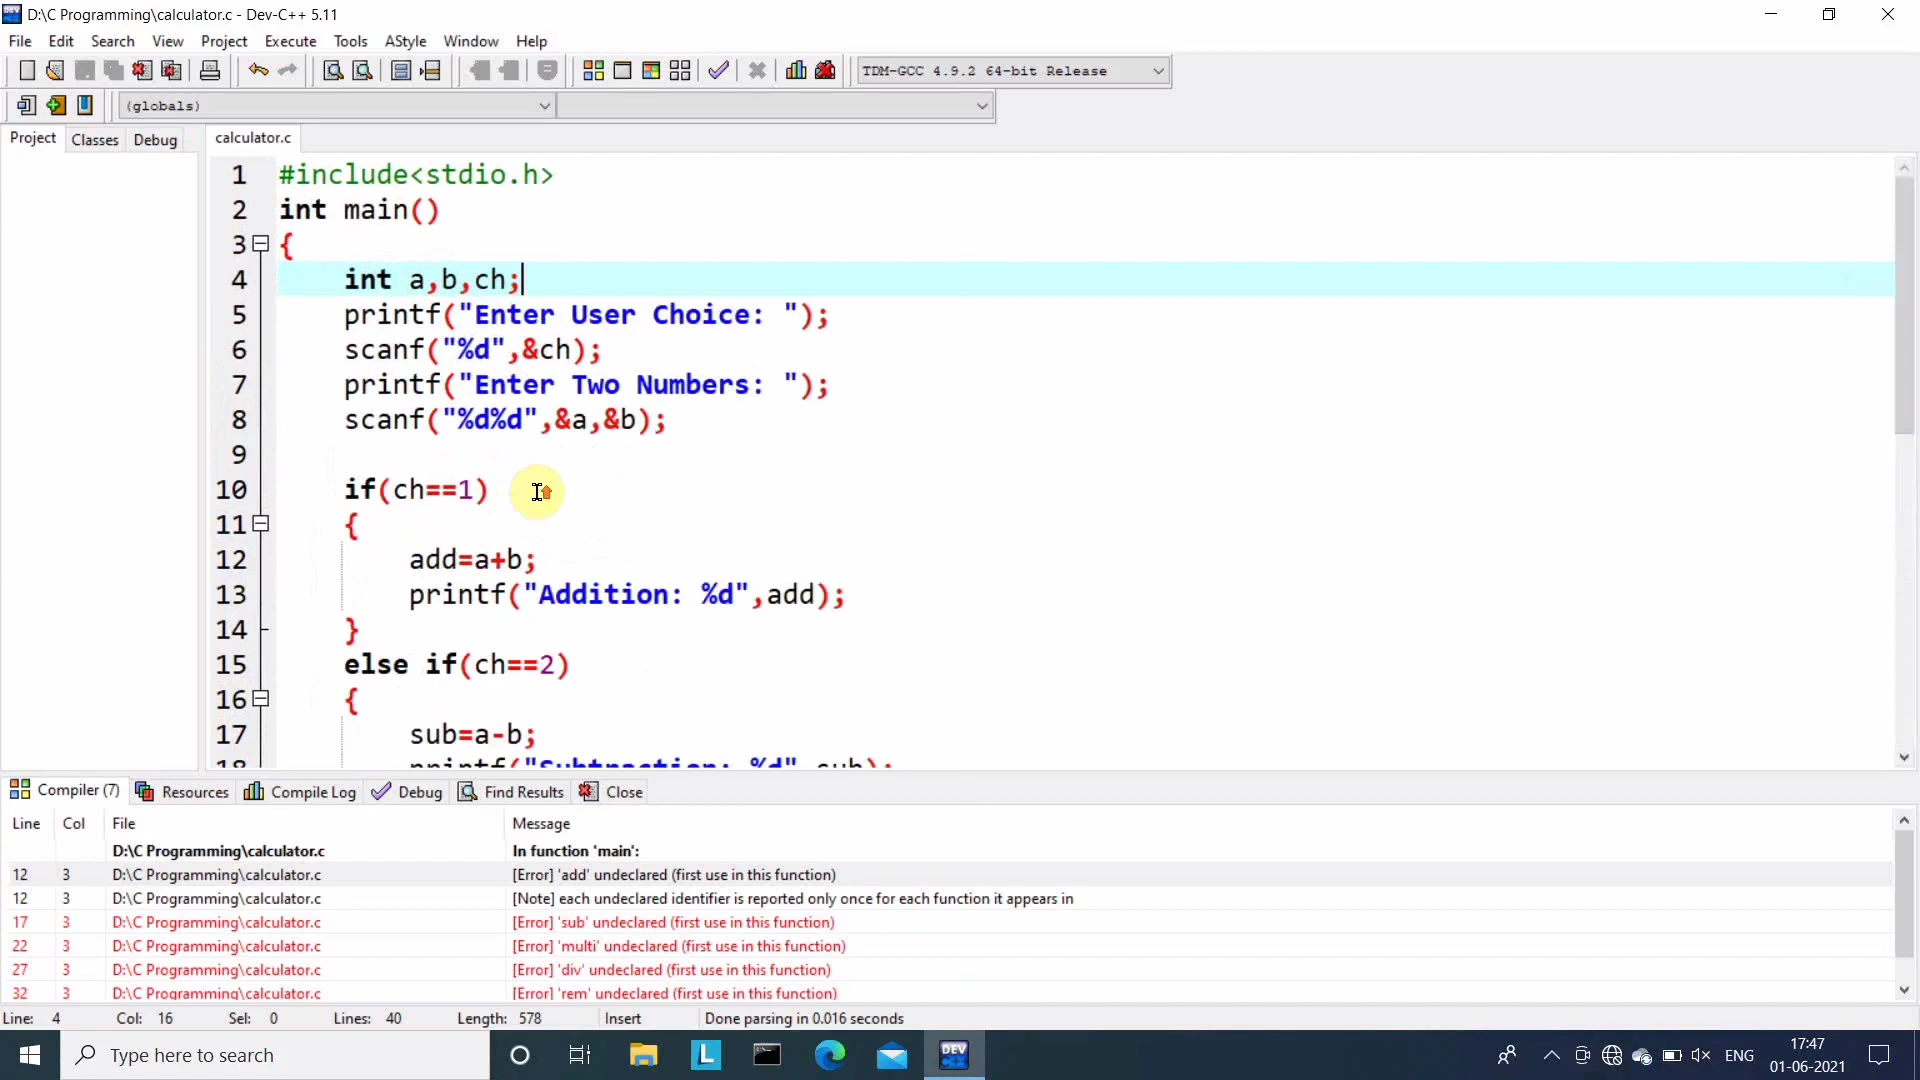 D:\C Programming\calculator.c - Dev-C++ 5.11
File Edit Search View Project Execute Tools AStyle Window Help
TDM-GCC 4.9.2 64-bit Release
(globals)
Project Classes Debug calculator.c
1 #include<stdio.h>
2 int main()
3 {
4 int a,b,ch;
5 printf("Enter User Choice: ");
6 scanf("%d",&ch);
7 printf("Enter Two Numbers: ");
8 scanf("%d%d",&a,&b);
9
10 if(ch==1)
11 {
12 add=a+b;
13 printf("Addition: %d",add);
14 }
15 else if(ch==2)
16 {
17 sub=a-b;
18 printf("Subtraction: %d",sub);
Compiler (7) Resources Compile Log Debug Find Results Close
Line Col File Message
D:\C Programming\calculator.c In function 'main':
12 3 D:\C Programming\calculator.c [Error] 'add' undeclared (first use in this function)
12 3 D:\C Programming\calculator.c [Note] each undeclared identifier is reported only once for each function it appears in
17 3 D:\C Programming\calculator.c [Error] 'sub' undeclared (first use in this function)
22 3 D:\C Programming\calculator.c [Error] 'multi' undeclared (first use in this function)
27 3 D:\C Programming\calculator.c [Error] 'div' undeclared (first use in this function)
32 3 D:\C Programming\calculator.c [Error] 'rem' undeclared (first use in this function)
Line: 4 Col: 16 Sel: 0 Lines: 40 Length: 578 Insert Done parsing in 0.016 seconds
Type here to search L DEV C++ ENG 17:47
01-06-2021